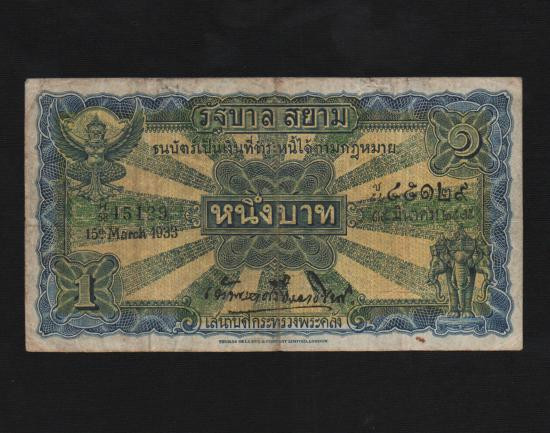 รัฐบาล สยาม
ธนบัตร์เป็นเงินที่ชำระหนี้ได้ตามกฎหมาย
๑
15129
15th March 1933
หนึ่งบาท
๔๕๑๒๙
1
เสนาบดีกระทรวงพระคลัง
THOMAS DE LA RUE & COMPANY LIMITED, LONDON